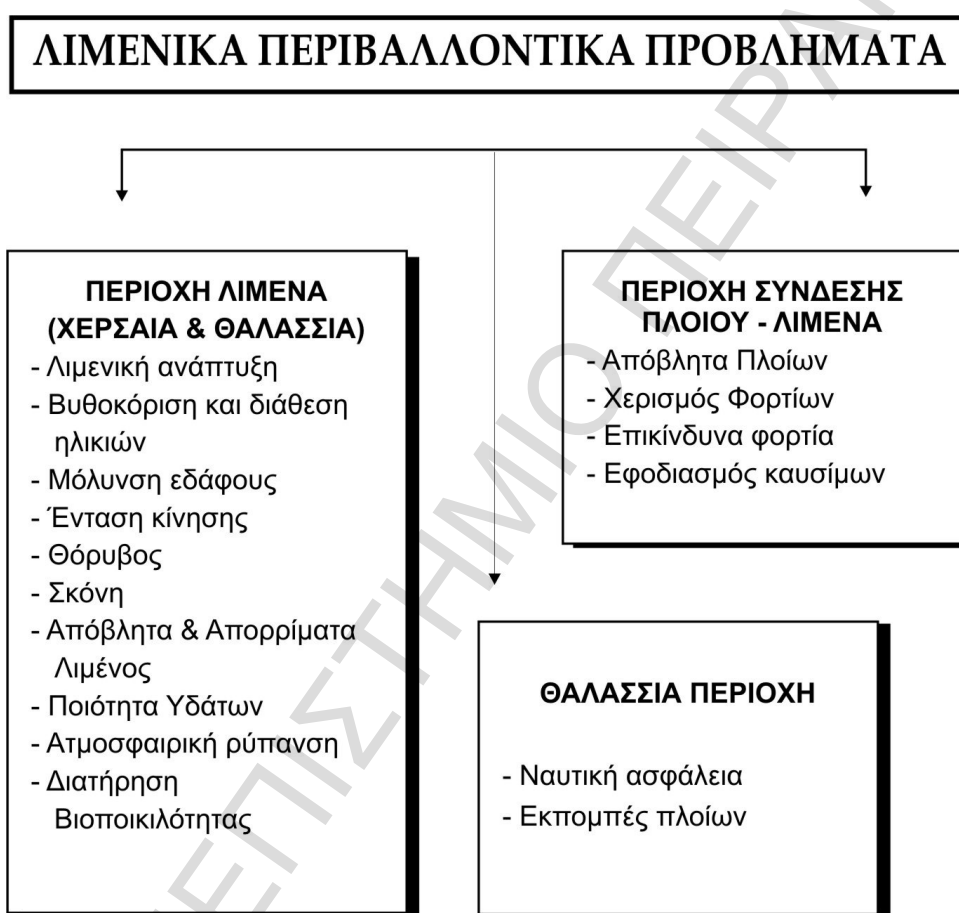 ΛΙΜΕΝΙΚΑ ΠΕΡΙΒΑΛΛΟΝΤΙΚΑ ΠΡΟΒΛΗΜΑΤΑ
ΠΕΡΙΟΧΗ ΛΙΜΕΝΑ
(ΧΕΡΣΑΙΑ & ΘΑΛΑΣΣΙΑ)
- Λιμενική ανάπτυξη
- Βυθοκόριση και διάθεση
ηλικιών
- Μόλυνση εδάφους
- Ένταση κίνησης
- Θόρυβος
- Σκόνη
- Απόβλητα & Απορρίματα
Λιμένος
- Ποιότητα Υδάτων
- Ατμοσφαιρική ρύπανση
- Διατήρηση
Βιοποικιλότητας
ΠΕΡΙΟΧΗ ΣΥΝΔΕΣΗΣ
ΠΛΟΙΟΥ - ΛΙΜΕΝΑ
- Απόβλητα Πλοίων
- Χερισμός Φορτίων
- Επικίνδυνα φορτία
- Εφοδιασμός καυσίμων
ΘΑΛΑΣΣΙΑ ΠΕΡΙΟΧΗ
- Ναυτική ασφάλεια
- Εκπομπές πλοίων